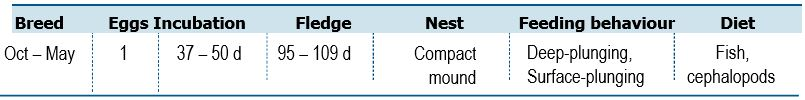 Breed Eggs Incubation Fledge Nest Feeding behaviour Diet
Oct – May 1 37 – 50 d 95 – 109 d Compact Deep-plunging, Fish,
mound Surface-plunging cephalopods